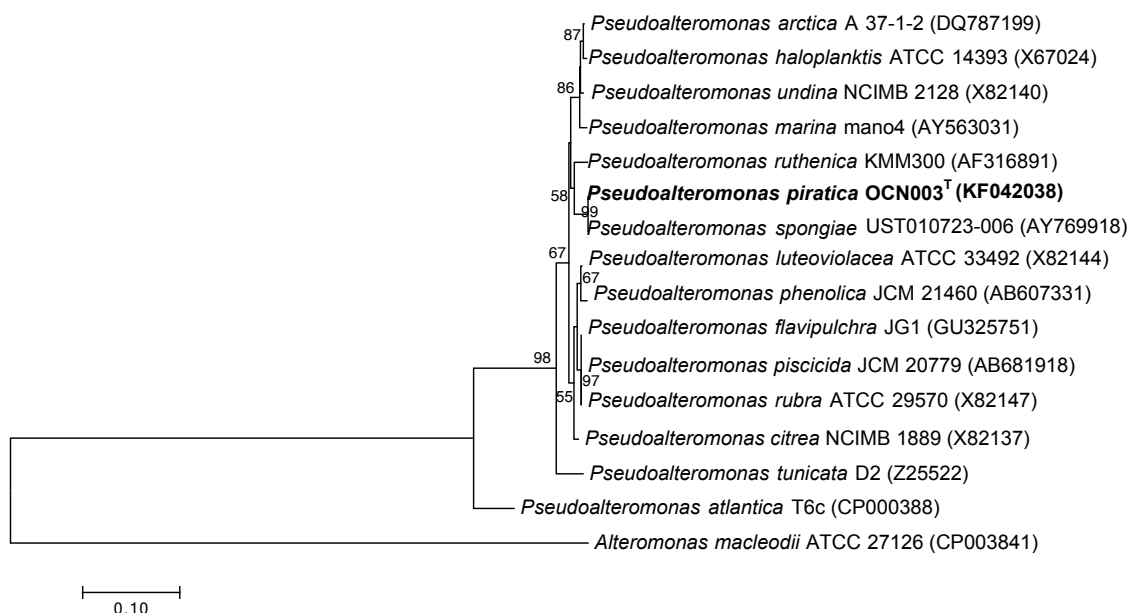 Pseudoalteromonas arctica A 37-1-2 (DQ787199)
87
Pseudoalteromonas haloplanktis ATCC 14393 (X67024)
86
Pseudoalteromonas undina NCIMB 2128 (X82140)
Pseudoalteromonas marina mano4 (AY563031)
Pseudoalteromonas ruthenica KMM300 (AF316891)
58
Pseudoalteromonas piratica OCN003ᵀ (KF042038)
99
Pseudoalteromonas spongiae UST010723-006 (AY769918)
67
Pseudoalteromonas luteoviolacea ATCC 33492 (X82144)
67
Pseudoalteromonas phenolica JCM 21460 (AB607331)
Pseudoalteromonas flavipulchra JG1 (GU325751)
98
Pseudoalteromonas piscicida JCM 20779 (AB681918)
97
55
Pseudoalteromonas rubra ATCC 29570 (X82147)
Pseudoalteromonas citrea NCIMB 1889 (X82137)
Pseudoalteromonas tunicata D2 (Z25522)
Pseudoalteromonas atlantica T6c (CP000388)
Alteromonas macleodii ATCC 27126 (CP003841)
0.10